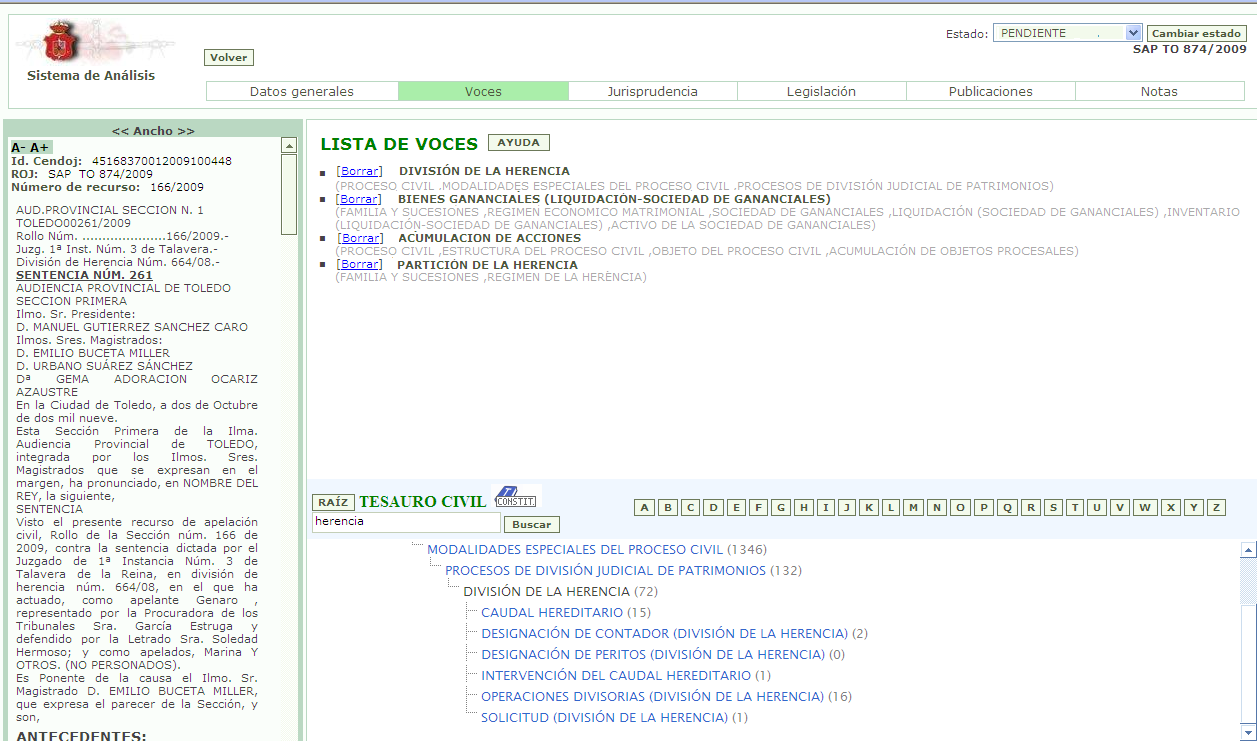 Estado: PENDIENTE . Cambiar estado
SAP TO 874/2009
Sistema de Análisis
Volver
Datos generales Voces Jurisprudencia Legislación Publicaciones Notas
<< Ancho >>
A- A+
Id. Cendoj: 45168370012009100448
ROJ: SAP TO 874/2009
Número de recurso: 166/2009
AUD.PROVINCIAL SECCION N. 1
TOLEDO00261/2009
Rollo Núm. ......................166/2009.-
Juzg. 1ª Inst. Núm. 3 de Talavera.-
División de Herencia Núm. 664/08.-
SENTENCIA NÚM. 261
AUDIENCIA PROVINCIAL DE TOLEDO
SECCION PRIMERA
Ilmo. Sr. Presidente:
D. MANUEL GUTIERREZ SANCHEZ CARO
Ilmos. Sres. Magistrados:
D. EMILIO BUCETA MILLER
D. URBANO SUÁREZ SÁNCHEZ
Dª GEMA ADORACION OCARIZ
AZAUSTRE
En la Ciudad de Toledo, a dos de Octubre
de dos mil nueve.
Esta Sección Primera de la Ilma.
Audiencia Provincial de TOLEDO,
integrada por los Ilmos. Sres.
Magistrados que se expresan en el
margen, ha pronunciado, en NOMBRE DEL
REY, la siguiente,
SENTENCIA
Visto el presente recurso de apelación
civil, Rollo de la Sección núm. 166 de
2009, contra la sentencia dictada por el
Juzgado de 1ª Instancia Núm. 3 de
Talavera de la Reina, en división de
herencia núm. 664/08, en el que ha
actuado, como apelante Genaro ,
representado por la Procuradora de los
Tribunales Sra. García Estruga y
defendido por la Letrado Sra. Soledad
Hermoso; y como apelados, Marina Y
OTROS. (NO PERSONADOS).
Es Ponente de la causa el Ilmo. Sr.
Magistrado D. EMILIO BUCETA MILLER,
que expresa el parecer de la Sección, y
son,
ANTECEDENTES:
LISTA DE VOCES AYUDA
[Borrar] DIVISIÓN DE LA HERENCIA
(PROCESO CIVIL .MODALIDADES ESPECIALES DEL PROCESO CIVIL .PROCESOS DE DIVISIÓN JUDICIAL DE PATRIMONIOS)
[Borrar] BIENES GANANCIALES (LIQUIDACIÓN-SOCIEDAD DE GANANCIALES)
(FAMILIA Y SUCESIONES ,REGIMEN ECONOMICO MATRIMONIAL ,SOCIEDAD DE GANANCIALES ,LIQUIDACIÓN (SOCIEDAD DE GANANCIALES) ,INVENTARIO
(LIQUIDACIÓN-SOCIEDAD DE GANANCIALES) ,ACTIVO DE LA SOCIEDAD DE GANANCIALES)
[Borrar] ACUMULACION DE ACCIONES
(PROCESO CIVIL ,ESTRUCTURA DEL PROCESO CIVIL ,OBJETO DEL PROCESO CIVIL ,ACUMULACIÓN DE OBJETOS PROCESALES)
[Borrar] PARTICIÓN DE LA HERENCIA
(FAMILIA Y SUCESIONES ,REGIMEN DE LA HERENCIA)
RAÍZ TESAURO CIVIL CONSTIT.
A B C D E F G H I J K L M N O P Q R S T U V W X Y Z
herencia Buscar
MODALIDADES ESPECIALES DEL PROCESO CIVIL (1346)
PROCESOS DE DIVISIÓN JUDICIAL DE PATRIMONIOS (132)
DIVISIÓN DE LA HERENCIA (72)
CAUDAL HEREDITARIO (15)
DESIGNACIÓN DE CONTADOR (DIVISIÓN DE LA HERENCIA) (2)
DESIGNACIÓN DE PERITOS (DIVISIÓN DE LA HERENCIA) (0)
INTERVENCIÓN DEL CAUDAL HEREDITARIO (1)
OPERACIONES DIVISORIAS (DIVISIÓN DE LA HERENCIA) (16)
SOLICITUD (DIVISIÓN DE LA HERENCIA) (1)